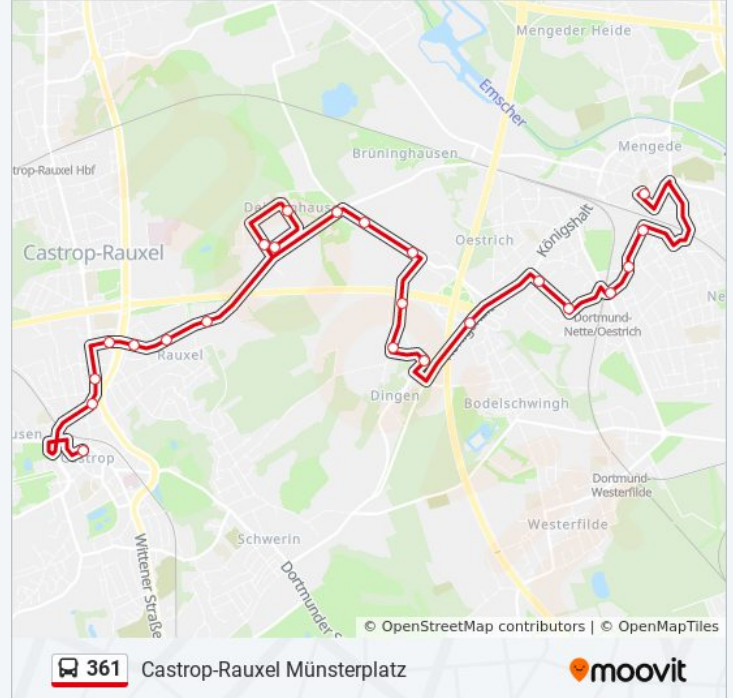 Mengeder Heide
Emscher
Mengede
Brüninghausen
trop-Rauxel Hbf
Königshalt
Oestrich
Castrop-Rauxel
Ne
Dortmund-
Nette/Oestrich
Rauxel
Dingen
Bodelschwingh
usen
Castrop
Dortmund-
Westerfilde
Westerfilde
Schwerin
Wittener Straße
Dortmunder S
© OpenStreetMap contributors | © OpenMapTiles
361 Castrop-Rauxel Münsterplatz
moovit